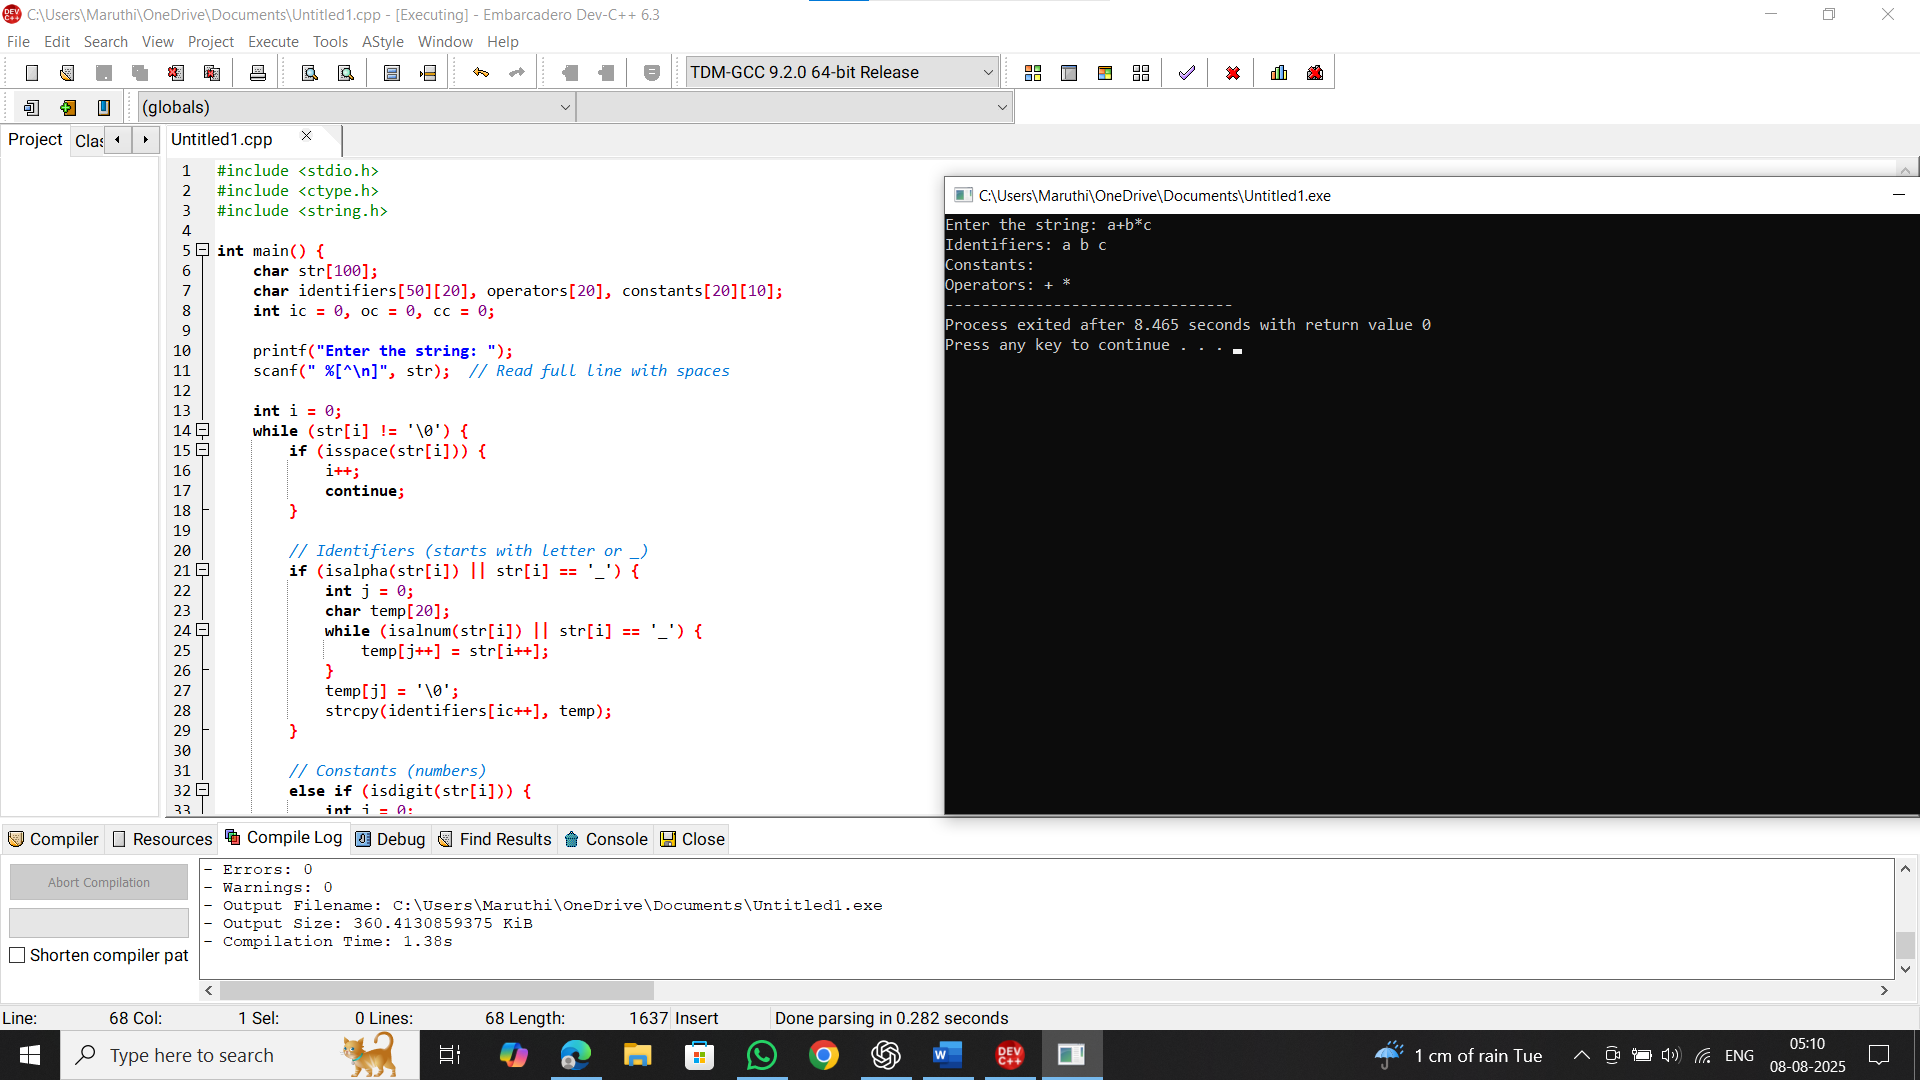 C:\Users\Maruthi\OneDrive\Documents\Untitled1.cpp - [Executing] - Embarcadero Dev-C++ 6.3
File Edit Search View Project Execute Tools AStyle Window Help
TDM-GCC 9.2.0 64-bit Release
(globals)
Project Clas Untitled1.cpp
1 #include <stdio.h>
2 #include <ctype.h>
3 #include <string.h>
4
5 int main() {
6 char str[100];
7 char identifiers[50][20], operators[20], constants[20][10];
8 int ic = 0, oc = 0, cc = 0;
9
10 printf("Enter the string: ");
11 scanf(" %[^\n]", str); // Read full line with spaces
12
13 int i = 0;
14 while (str[i] != '\0') {
15 if (isspace(str[i])) {
16 i++;
17 continue;
18 }
19
20 // Identifiers (starts with letter or _)
21 if (isalpha(str[i]) || str[i] == '_') {
22 int j = 0;
23 char temp[20];
24 while (isalnum(str[i]) || str[i] == '_') {
25 temp[j++] = str[i++];
26 }
27 temp[j] = '\0';
28 strcpy(identifiers[ic++], temp);
29 }
30
31 // Constants (numbers)
32 else if (isdigit(str[i])) {
33 int j = 0;
C:\Users\Maruthi\OneDrive\Documents\Untitled1.exe
Enter the string: a+b*c
Identifiers: a b c
Constants:
Operators: + *
--------------------------------
Process exited after 8.465 seconds with return value 0
Press any key to continue . . .
Compiler Resources Compile Log Debug Find Results Console Close
Abort Compilation
Shorten compiler pat
- Errors: 0
- Warnings: 0
- Output Filename: C:\Users\Maruthi\OneDrive\Documents\Untitled1.exe
- Output Size: 360.4130859375 KiB
- Compilation Time: 1.38s
Line: 68 Col: 1 Sel: 0 Lines: 68 Length: 1637 Insert Done parsing in 0.282 seconds
Type here to search
DEV C++
1 cm of rain Tue
ENG
05:10
08-08-2025